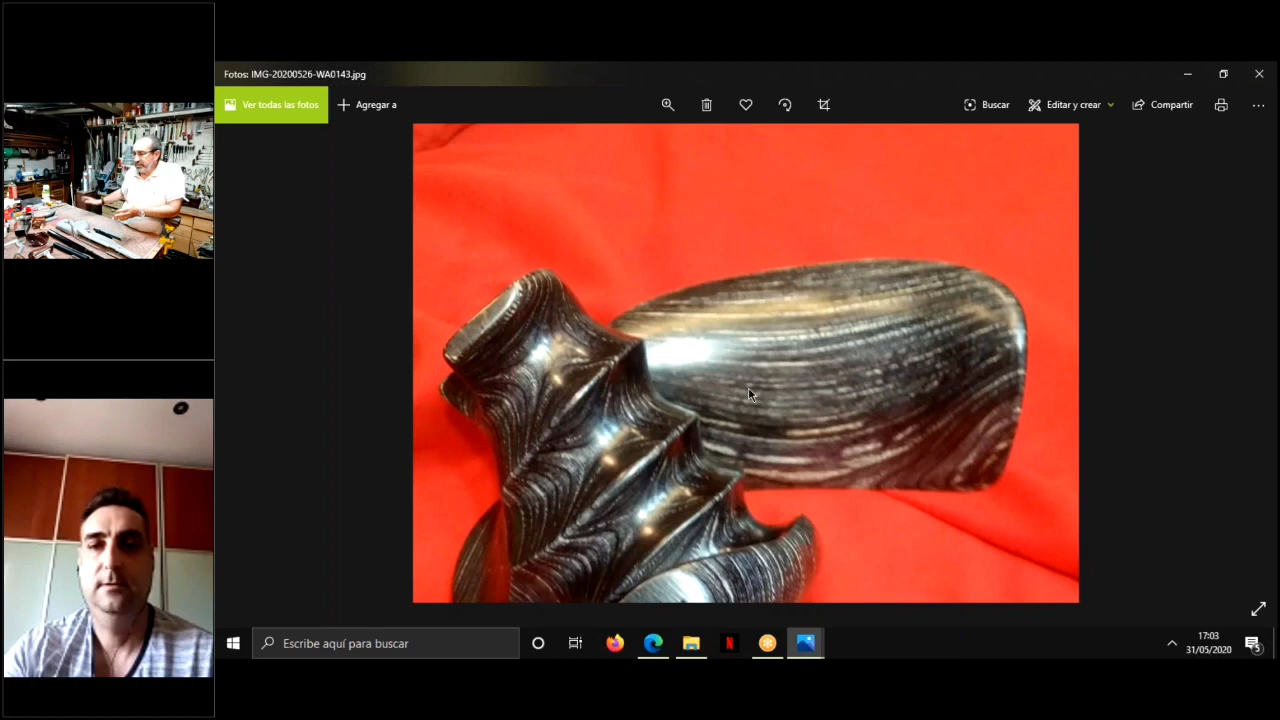 Fotos: IMG-20200526-WA0143.jpg
Ver todas las fotos
Agregar a
Buscar
Editar y crear
Compartir
Escribe aquí para buscar
N
17:03
31/05/2020
5